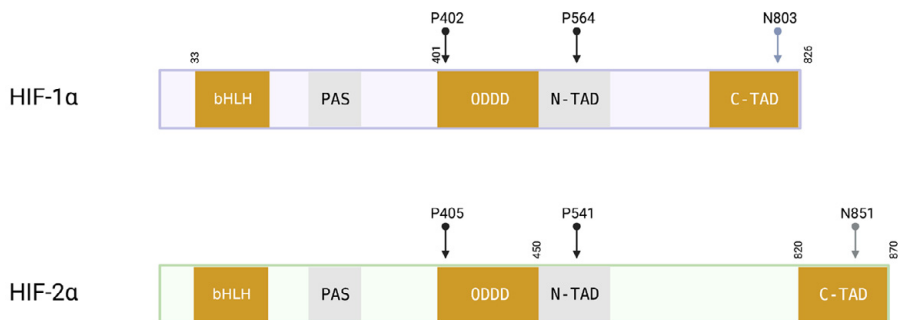 P402 P564 N803
33 401 826
HIF-1α bHLH PAS ODDD N-TAD C-TAD
P405 P541 N851
450 820 870
HIF-2α bHLH PAS ODDD N-TAD C-TAD